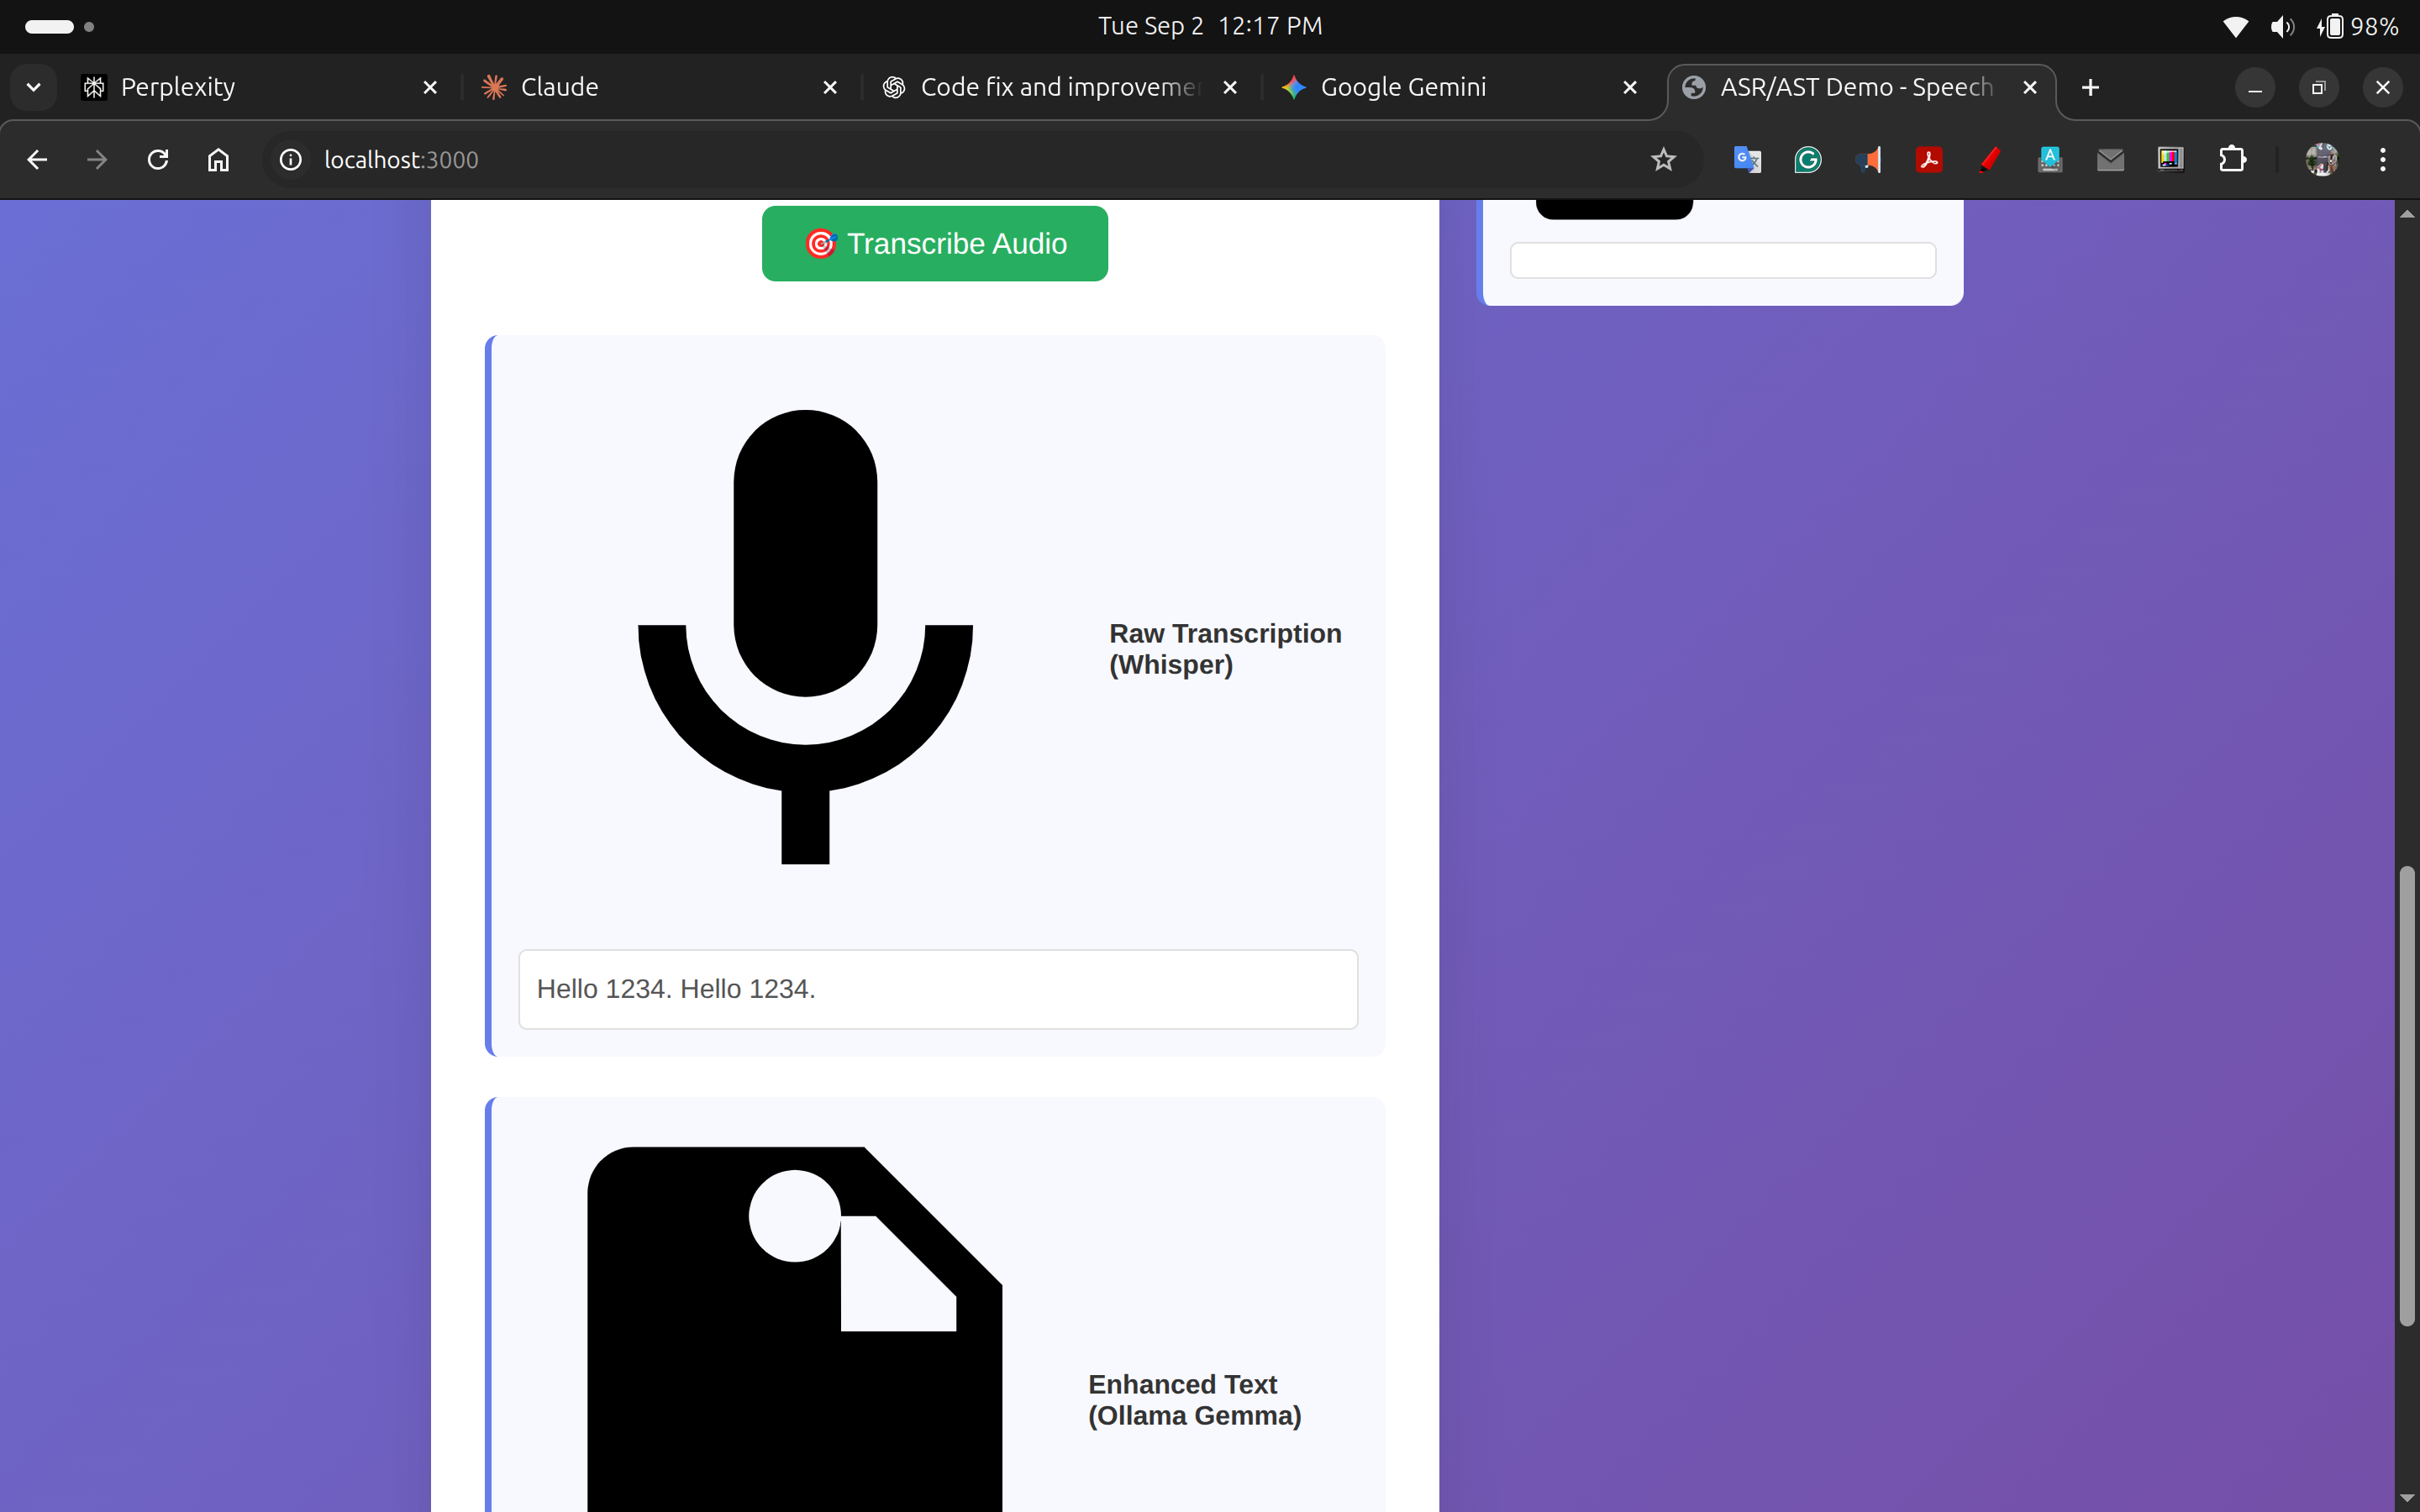 Tue Sep 2 12:17 PM
98%
Perplexity
Claude
Code fix and improvemen
Google Gemini
ASR/AST Demo - Speech
localhost:3000
Transcribe Audio
Raw Transcription
(Whisper)
Hello 1234. Hello 1234.
Enhanced Text
(Ollama Gemma)